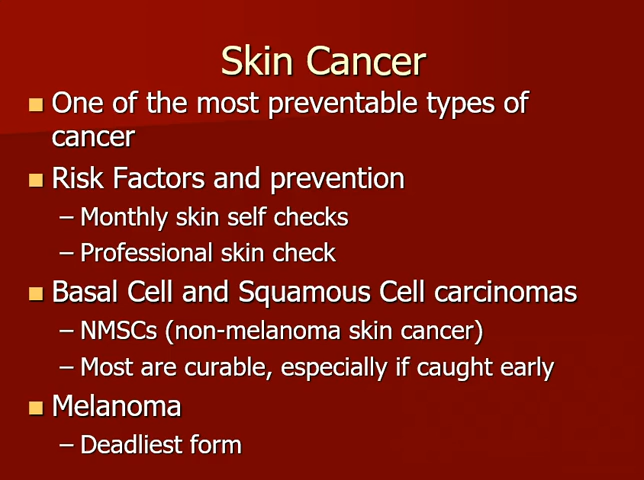 Skin Cancer
■ One of the most preventable types of
cancer
■ Risk Factors and prevention
– Monthly skin self checks
– Professional skin check
■ Basal Cell and Squamous Cell carcinomas
– NMSCs (non-melanoma skin cancer)
– Most are curable, especially if caught early
■ Melanoma
– Deadliest form